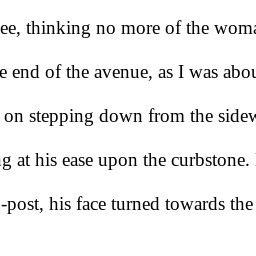 ee, thinking no more of the woma
e end of the avenue, as I was abou
on stepping down from the sidew
g at his ease upon the curbstone.
-post, his face turned towards the